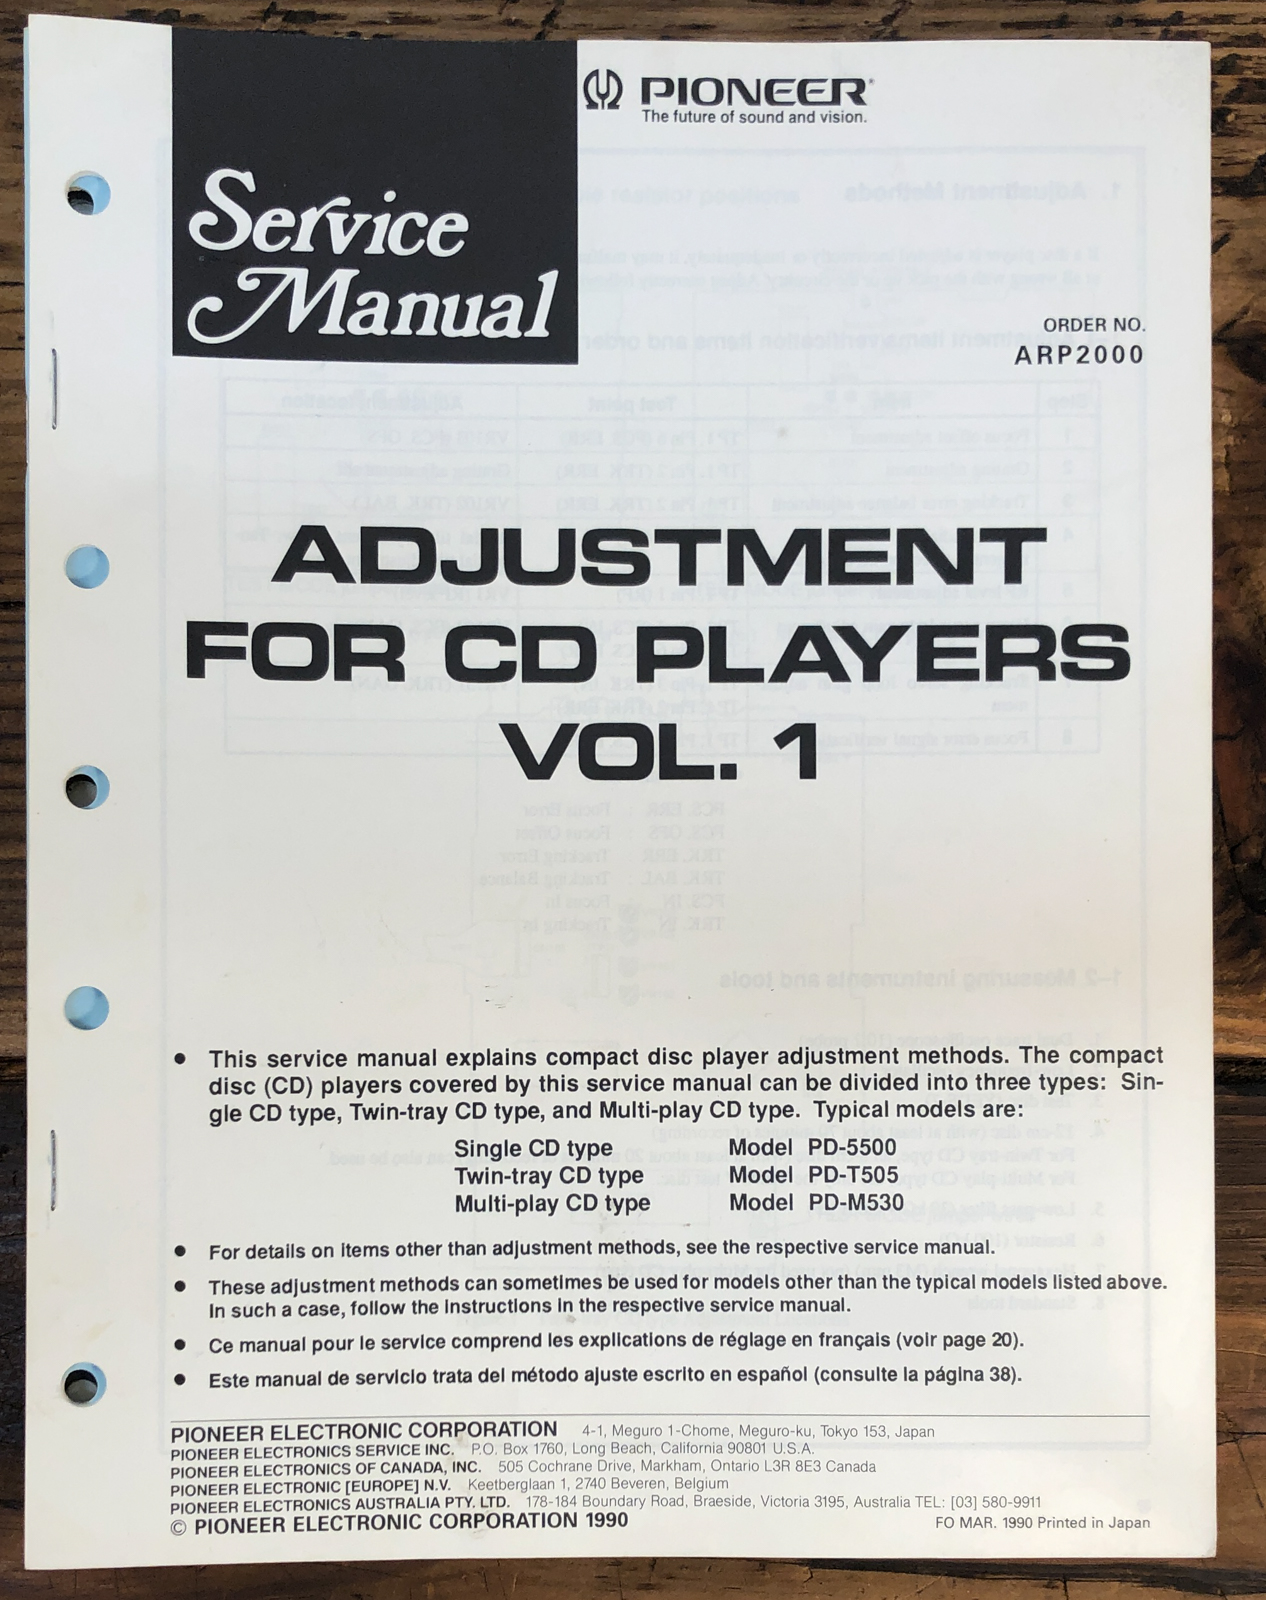 PIONEER®
The future of sound and vision.
Service
Manual
ORDER NO.
ARP2000
ADJUSTMENT
FOR CD PLAYERS
VOL. 1
• This service manual explains compact disc player adjustment methods. The compact
disc (CD) players covered by this service manual can be divided into three types: Sin-
gle CD type, Twin-tray CD type, and Multi-play CD type. Typical models are:
Single CD type Model PD-5500
Twin-tray CD type Model PD-T505
Multi-play CD type Model PD-M530
• For details on items other than adjustment methods, see the respective service manual.
• These adjustment methods can sometimes be used for models other than the typical models listed above.
In such a case, follow the instructions in the respective service manual.
• Ce manual pour le service comprend les explications de réglage en français (voir page 20).
• Este manual de servicio trata del método ajuste escrito en español (consulte la página 38).
PIONEER ELECTRONIC CORPORATION 4-1, Meguro 1-Chome, Meguro-ku, Tokyo 153, Japan
PIONEER ELECTRONICS SERVICE INC. P.O. Box 1760, Long Beach, California 90801 U.S.A.
PIONEER ELECTRONICS OF CANADA, INC. 505 Cochrane Drive, Markham, Ontario L3R 8E3 Canada
PIONEER ELECTRONIC [EUROPE] N.V. Keetberglaan 1, 2740 Beveren, Belgium
PIONEER ELECTRONICS AUSTRALIA PTY. LTD. 178-184 Boundary Road, Braeside, Victoria 3195, Australia TEL: [03] 580-9911
© PIONEER ELECTRONIC CORPORATION 1990
FO MAR. 1990 Printed in Japan